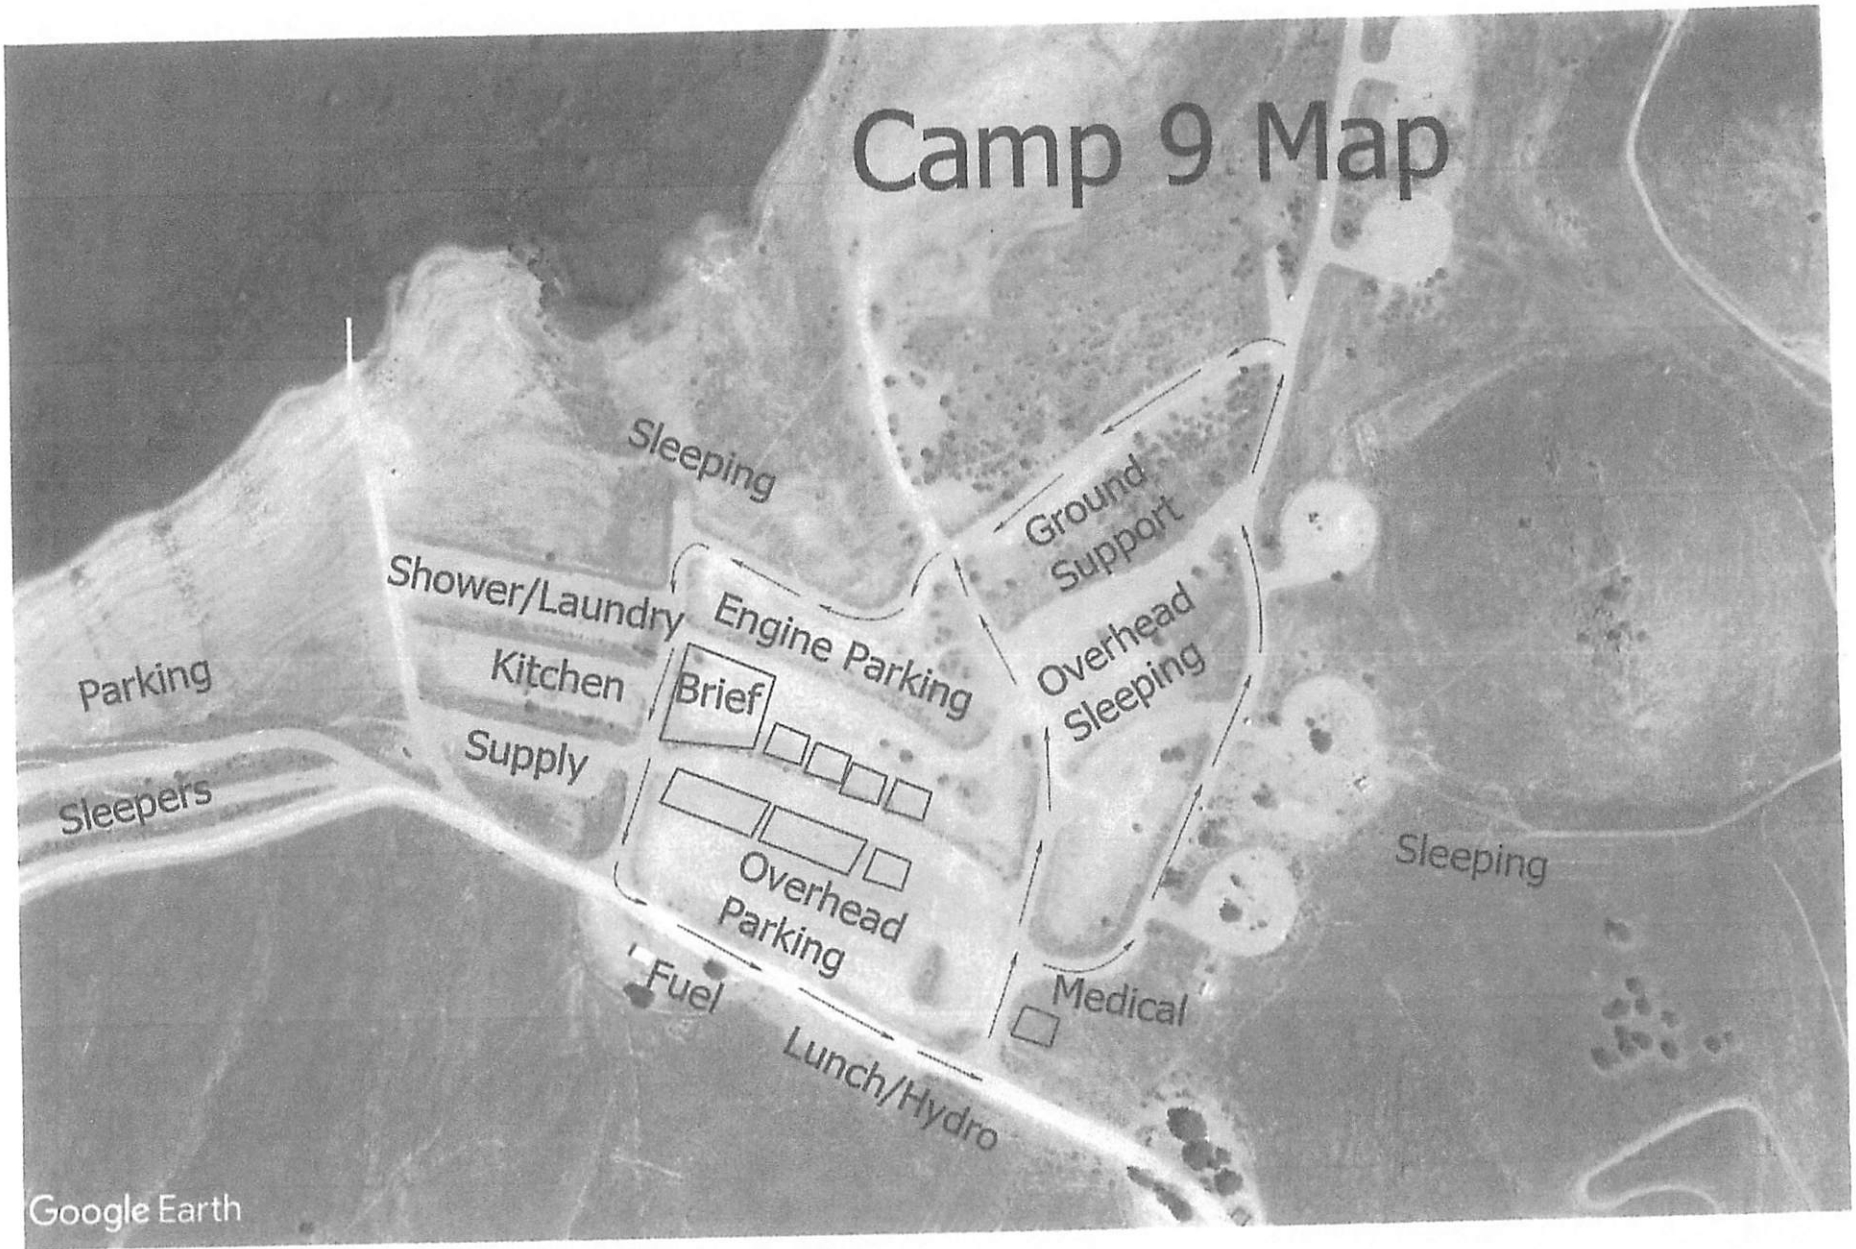 Camp 9 Map
Sleeping
Ground
Support
Shower/Laundry
Engine Parking
Overhead
Sleeping
Parking
Kitchen
Brief
Supply
Sleepers
Overhead
Parking
Sleeping
Fuel
Medical
Lunch/Hydro
Google Earth